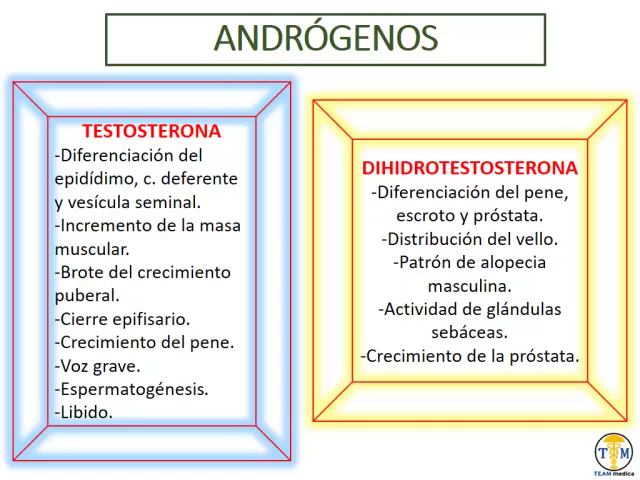 ANDRÓGENOS
TESTOSTERONA
-Diferenciación del
epidídimo, c. deferente
y vesícula seminal.
-Incremento de la masa
muscular.
-Brote del crecimiento
puberal.
-Cierre epifisario.
-Crecimiento del pene.
-Voz grave.
-Espermatogénesis.
-Libido.
DIHIDROTESTOSTERONA
-Diferenciación del pene,
escroto y próstata.
-Distribución del vello.
-Patrón de alopecia
masculina.
-Actividad de glándulas
sebáceas.
-Crecimiento de la próstata.
T M
TEAM medica